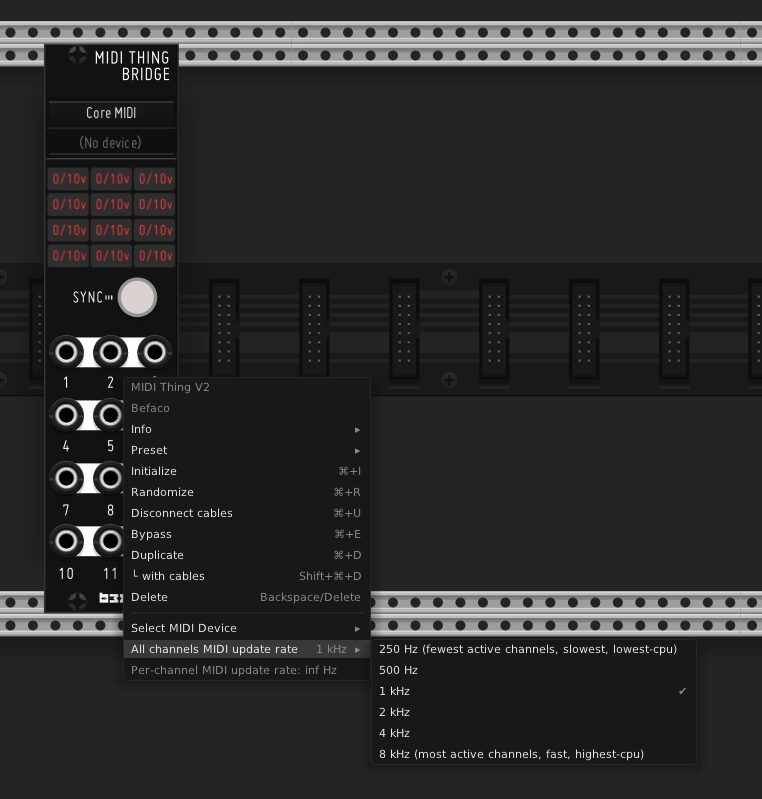 MIDI THING
BRIDGE
Core MIDI
(No device)
0/10v 0/10v 0/10v
0/10v 0/10v 0/10v
0/10v 0/10v 0/10v
0/10v 0/10v 0/10v
SYNC
1 2
4 5
7 8
10 11
MIDI Thing V2
Befaco
Info ▸
Preset ▸
Initialize ⌘+I
Randomize ⌘+R
Disconnect cables ⌘+U
Bypass ⌘+E
Duplicate ⌘+D
└ with cables Shift+⌘+D
Delete Backspace/Delete
Select MIDI Device ▸
All channels MIDI update rate 1 kHz ▸
Per-channel MIDI update rate: inf Hz
250 Hz (fewest active channels, slowest, lowest-cpu)
500 Hz
1 kHz ✔
2 kHz
4 kHz
8 kHz (most active channels, fast, highest-cpu)